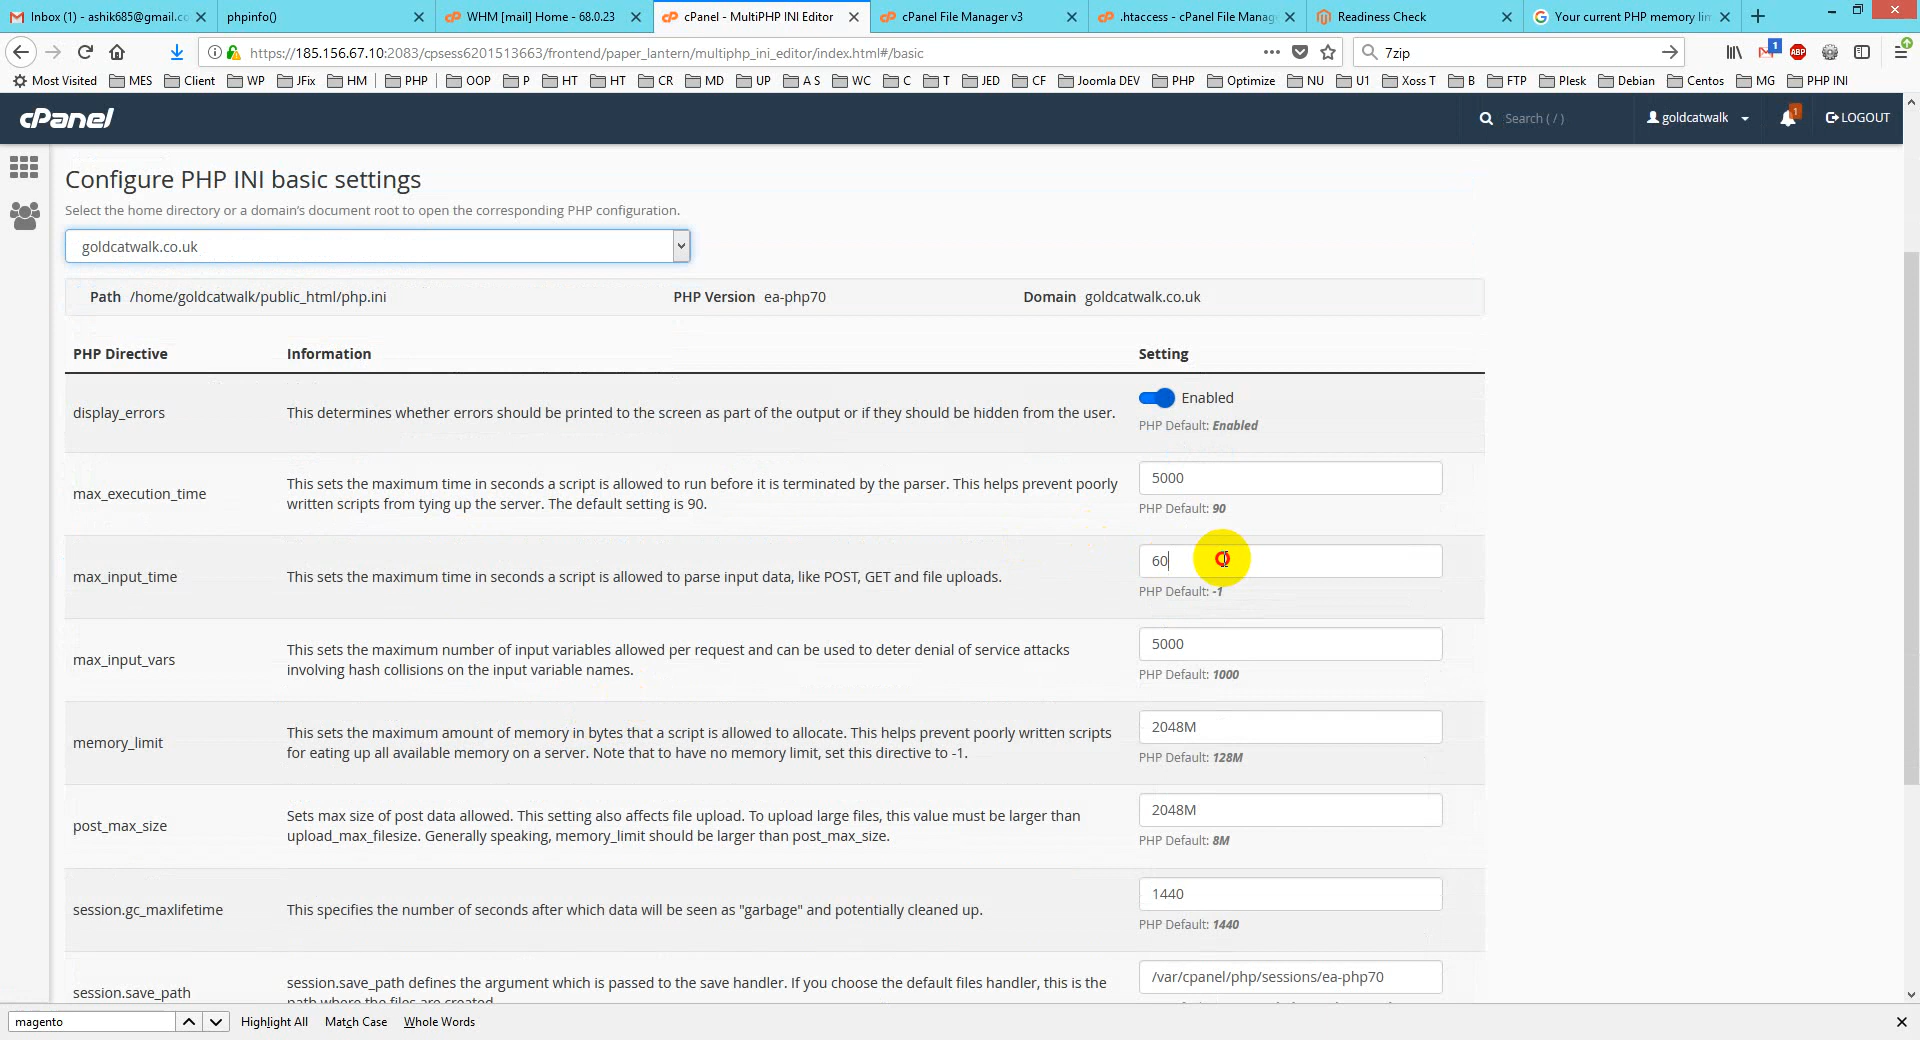 Inbox (1) - ashik685@gmail.co
phpinfo()
WHM [mail] Home - 68.0.23
cPanel - MultiPHP INI Editor
cPanel File Manager v3
.htaccess - cPanel File Manag
Readiness Check
Your current PHP memory lim
https://185.156.67.10:2083/cpsess6201513663/frontend/paper_lantern/multiphp_ini_editor/index.html#/basic
7zip
1
Most Visited MES Client WP JFix HM PHP OOP P HT HT CR MD UP A S WC C T JED CF Joomla DEV PHP Optimize NU U1 Xoss T B FTP Plesk Debian Centos MG PHP INI
cPanel
Search ( / )
goldcatwalk
1
LOGOUT
Configure PHP INI basic settings
Select the home directory or a domain's document root to open the corresponding PHP configuration.
goldcatwalk.co.uk
Path /home/goldcatwalk/public_html/php.ini PHP Version ea-php70 Domain goldcatwalk.co.uk
PHP Directive Information Setting
display_errors
This determines whether errors should be printed to the screen as part of the output or if they should be hidden from the user.
Enabled
PHP Default: Enabled
max_execution_time
This sets the maximum time in seconds a script is allowed to run before it is terminated by the parser. This helps prevent poorly
written scripts from tying up the server. The default setting is 90.
5000
PHP Default: 90
max_input_time
This sets the maximum time in seconds a script is allowed to parse input data, like POST, GET and file uploads.
60
PHP Default: -1
max_input_vars
This sets the maximum number of input variables allowed per request and can be used to deter denial of service attacks
involving hash collisions on the input variable names.
5000
PHP Default: 1000
memory_limit
This sets the maximum amount of memory in bytes that a script is allowed to allocate. This helps prevent poorly written scripts
for eating up all available memory on a server. Note that to have no memory limit, set this directive to -1.
2048M
PHP Default: 128M
post_max_size
Sets max size of post data allowed. This setting also affects file upload. To upload large files, this value must be larger than
upload_max_filesize. Generally speaking, memory_limit should be larger than post_max_size.
2048M
PHP Default: 8M
session.gc_maxlifetime
This specifies the number of seconds after which data will be seen as "garbage" and potentially cleaned up.
1440
PHP Default: 1440
session.save_path
session.save_path defines the argument which is passed to the save handler. If you choose the default files handler, this is the
path where the files are created.
/var/cpanel/php/sessions/ea-php70
magento
Highlight All Match Case Whole Words